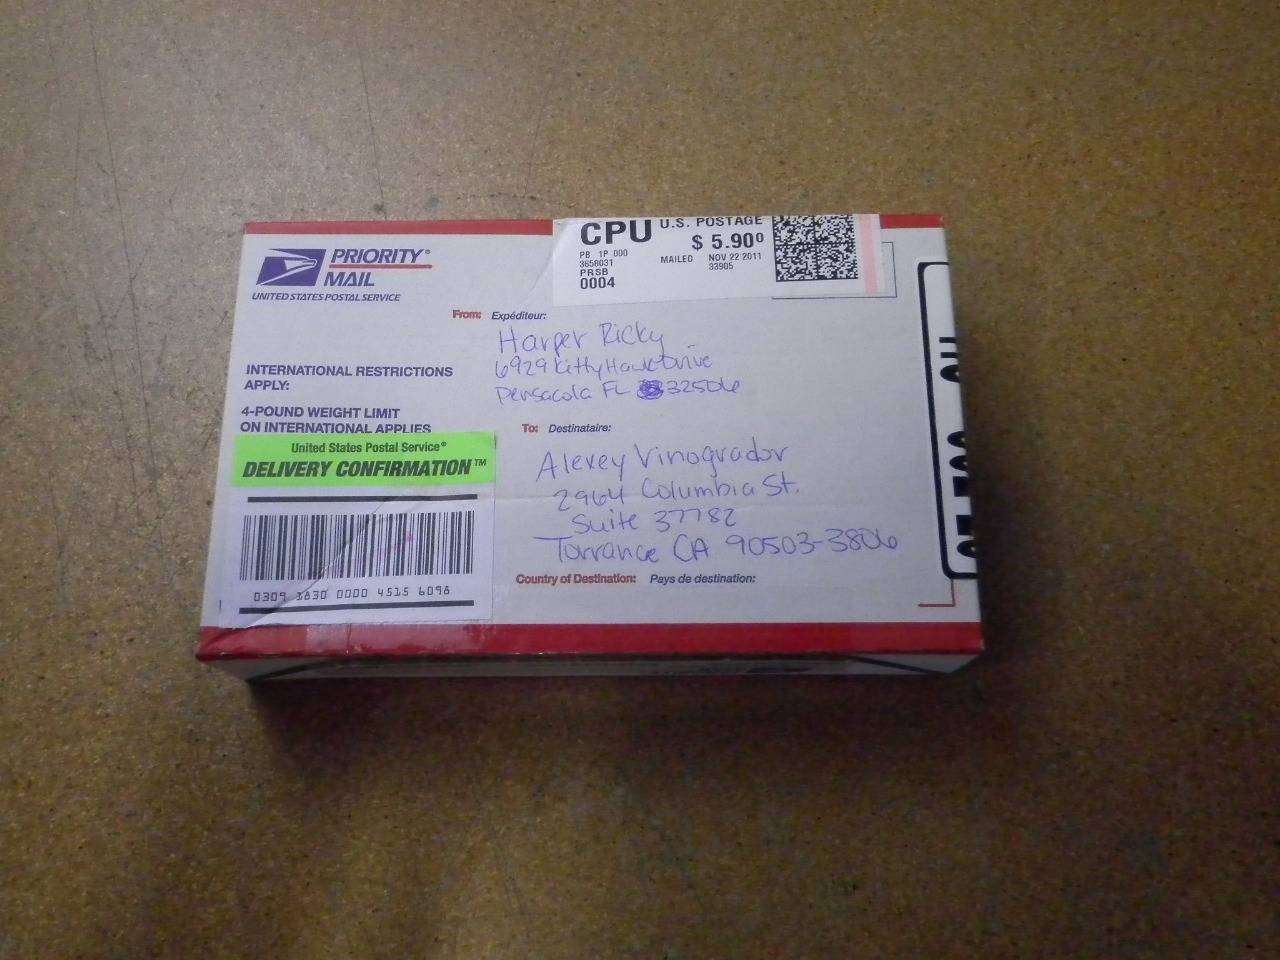 CPU U.S. POSTAGE
$ 5.90⁰
PB 1P 000
3658031
PRSB
0004
MAILED NOV 22 2011
33905
PRIORITY®
MAIL
UNITED STATES POSTAL SERVICE
From: Expéditeur:
Harper Ricky
6929 Kitty Hawk Drive
Pensacola FL 32506
INTERNATIONAL RESTRICTIONS
APPLY:
4-POUND WEIGHT LIMIT
ON INTERNATIONAL APPLIES
To: Destinataire:
Alexey Vinogradov
2964 Columbia St.
Suite 37782
Torrance CA 90503-3806
Country of Destination: Pays de destination:
United States Postal Service®
DELIVERY CONFIRMATION™
0309 3830 0000 4515 6098